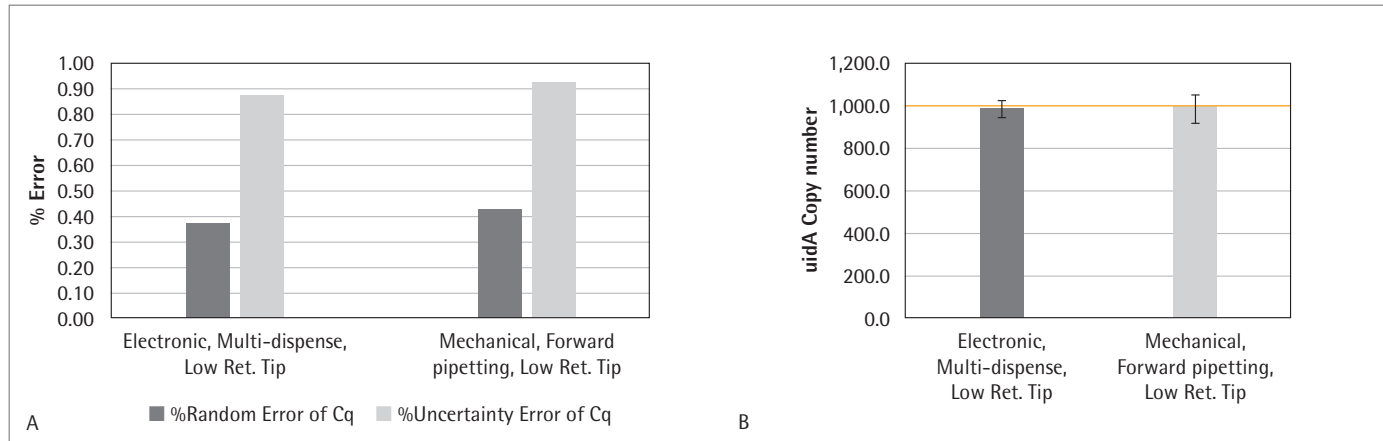 1.00
0.90
0.80
0.70
0.60
0.50
0.40
0.30
0.20
0.10
0.00
% Error
Electronic, Multi-dispense,
Low Ret. Tip
Mechanical, Forward
pipetting, Low Ret. Tip
%Random Error of Cq
%Uncertainty Error of Cq
A
1,200.0
1,000.0
800.0
600.0
400.0
200.0
0.0
uidA Copy number
Electronic,
Multi-dispense,
Low Ret. Tip
Mechanical,
Forward pipetting,
Low Ret. Tip
B